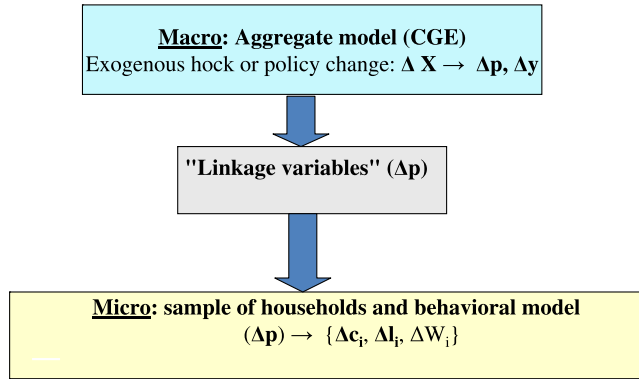 Macro: Aggregate model (CGE)
Exogenous hock or policy change: Δ X → Δp, Δy
"Linkage variables" (Δp)
Micro: sample of households and behavioral model
(Δp) → {Δcᵢ, Δlᵢ, ΔWᵢ}